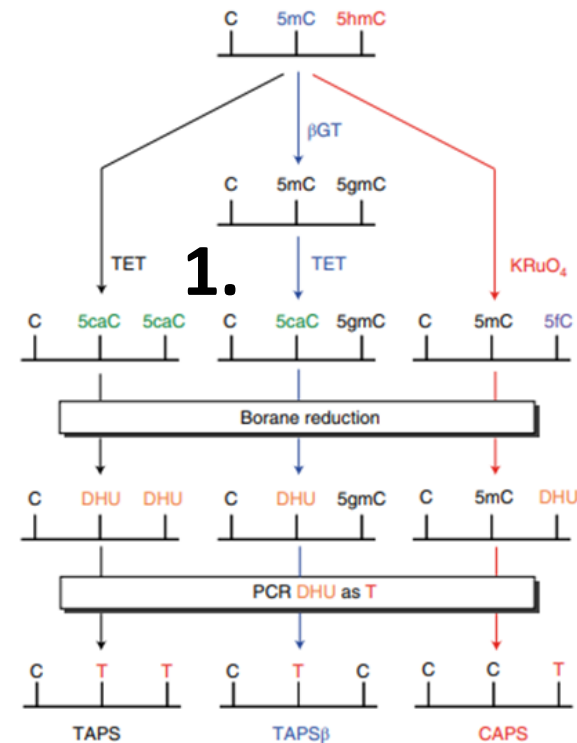 C 5mC 5hmC
βGT
C 5mC 5gmC
TET 1. TET KRuO₄
C 5caC 5caC C 5caC 5gmC C 5mC 5fC
Borane reduction
C DHU DHU C DHU 5gmC C 5mC DHU
PCR DHU as T
C T T C T C C C T
TAPS TAPSβ CAPS